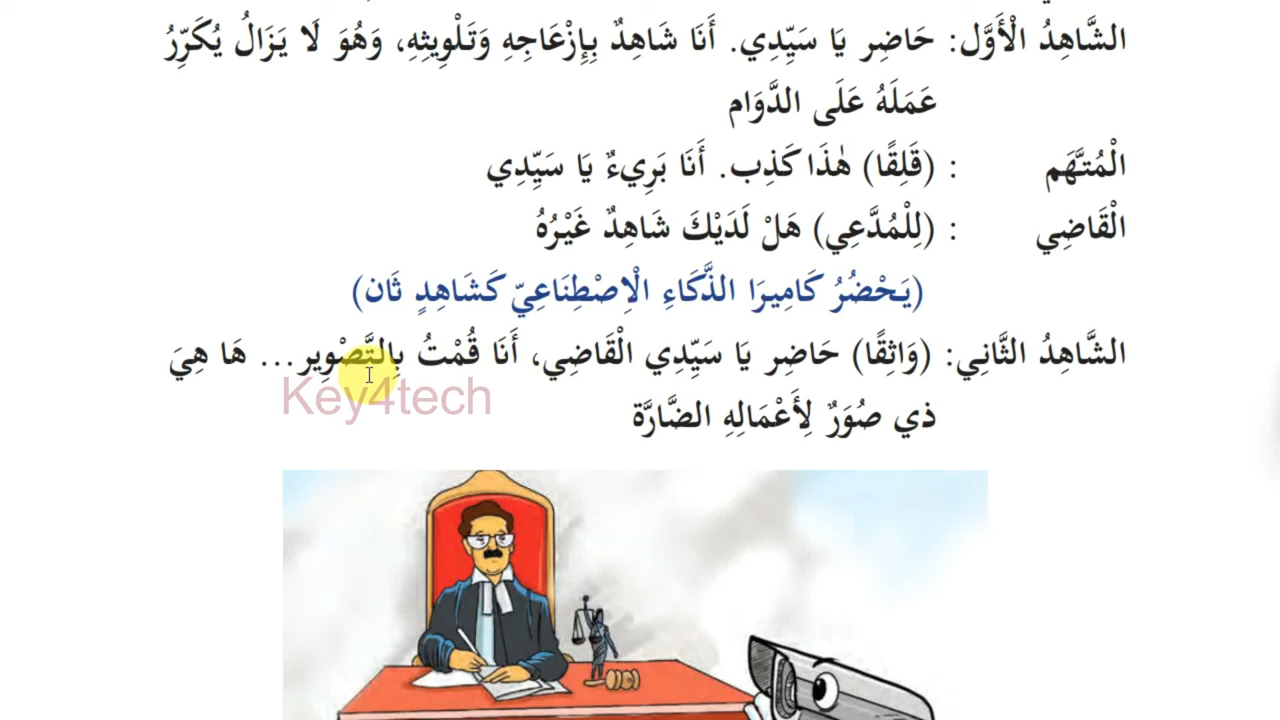 الشَّاهِدُ الْأَوَّل: حَاضِر يَا سَيِّدِي. أَنَا شَاهِدٌ بِإِزْعَاجِهِ وَتَلْوِيثِهِ، وَهُوَ لَا يَزَالُ يُكَرِّرُ
عَمَلَهُ عَلَى الدَّوَام
الْمُتَّهَم : (قَلِقًا) هٰذَا كَذِب. أَنَا بَرِيءٌ يَا سَيِّدِي
الْقَاضِي : (لِلْمُدَّعِي) هَلْ لَدَيْكَ شَاهِدٌ غَيْرُهُ
(يَحْضُرُ كَامِيرَا الذَّكَاءِ الْاِصْطِنَاعِيّ كَشَاهِدٍ ثَان)
الشَّاهِدُ الثَّانِي: (وَاثِقًا) حَاضِر يَا سَيِّدِي الْقَاضِي، أَنَا قُمْتُ بِالتَّصْوِير... هَا هِيَ
ذي صُوَرٌ لِأَعْمَالِهِ الضَّارَّة
Key4tech